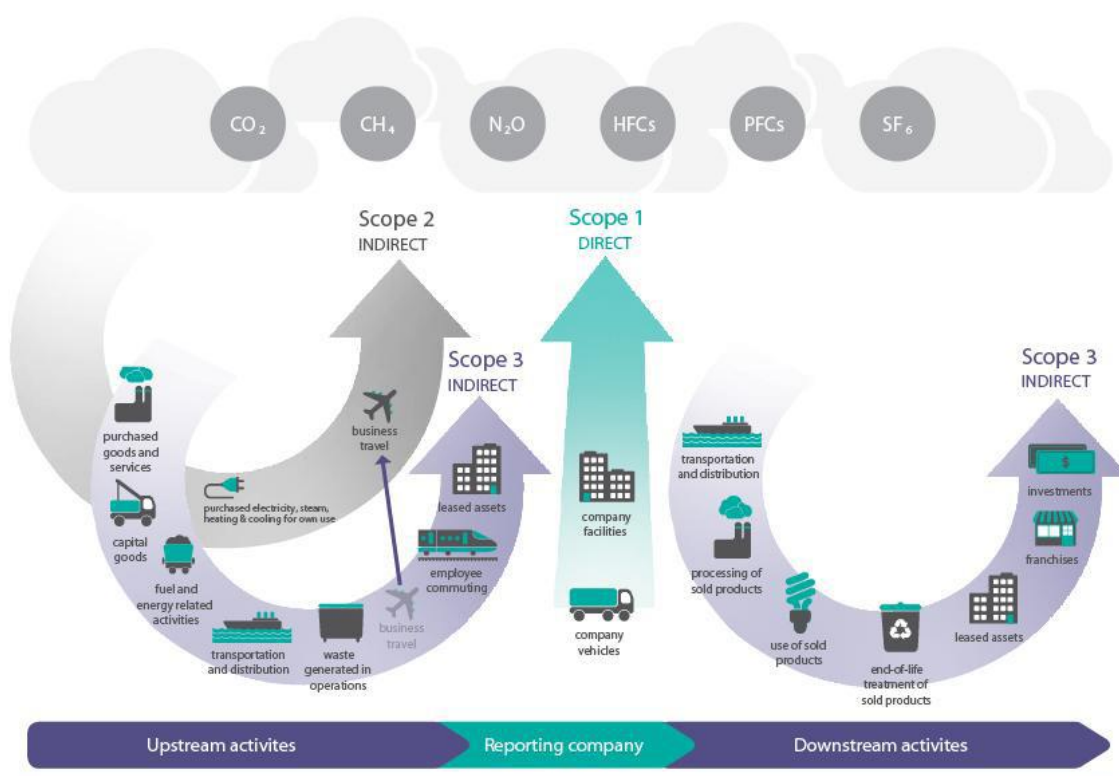 CO₂
CH₄
N₂O
HFCs
PFCs
SF₆
Scope 2
INDIRECT
Scope 1
DIRECT
Scope 3
INDIRECT
Scope 3
INDIRECT
purchased
goods and
services
capital
goods
fuel and
energy related
activities
purchased electricity, steam,
heating & cooling for own use
transportation
and distribution
waste
generated in
operations
business
travel
business
travel
employee
commuting
leased assets
company
facilities
company
vehicles
transportation
and distribution
processing of
sold products
use of sold
products
end-of-life
treatment of
sold products
leased assets
franchises
investments
$
Upstream activites
Reporting company
Downstream activites